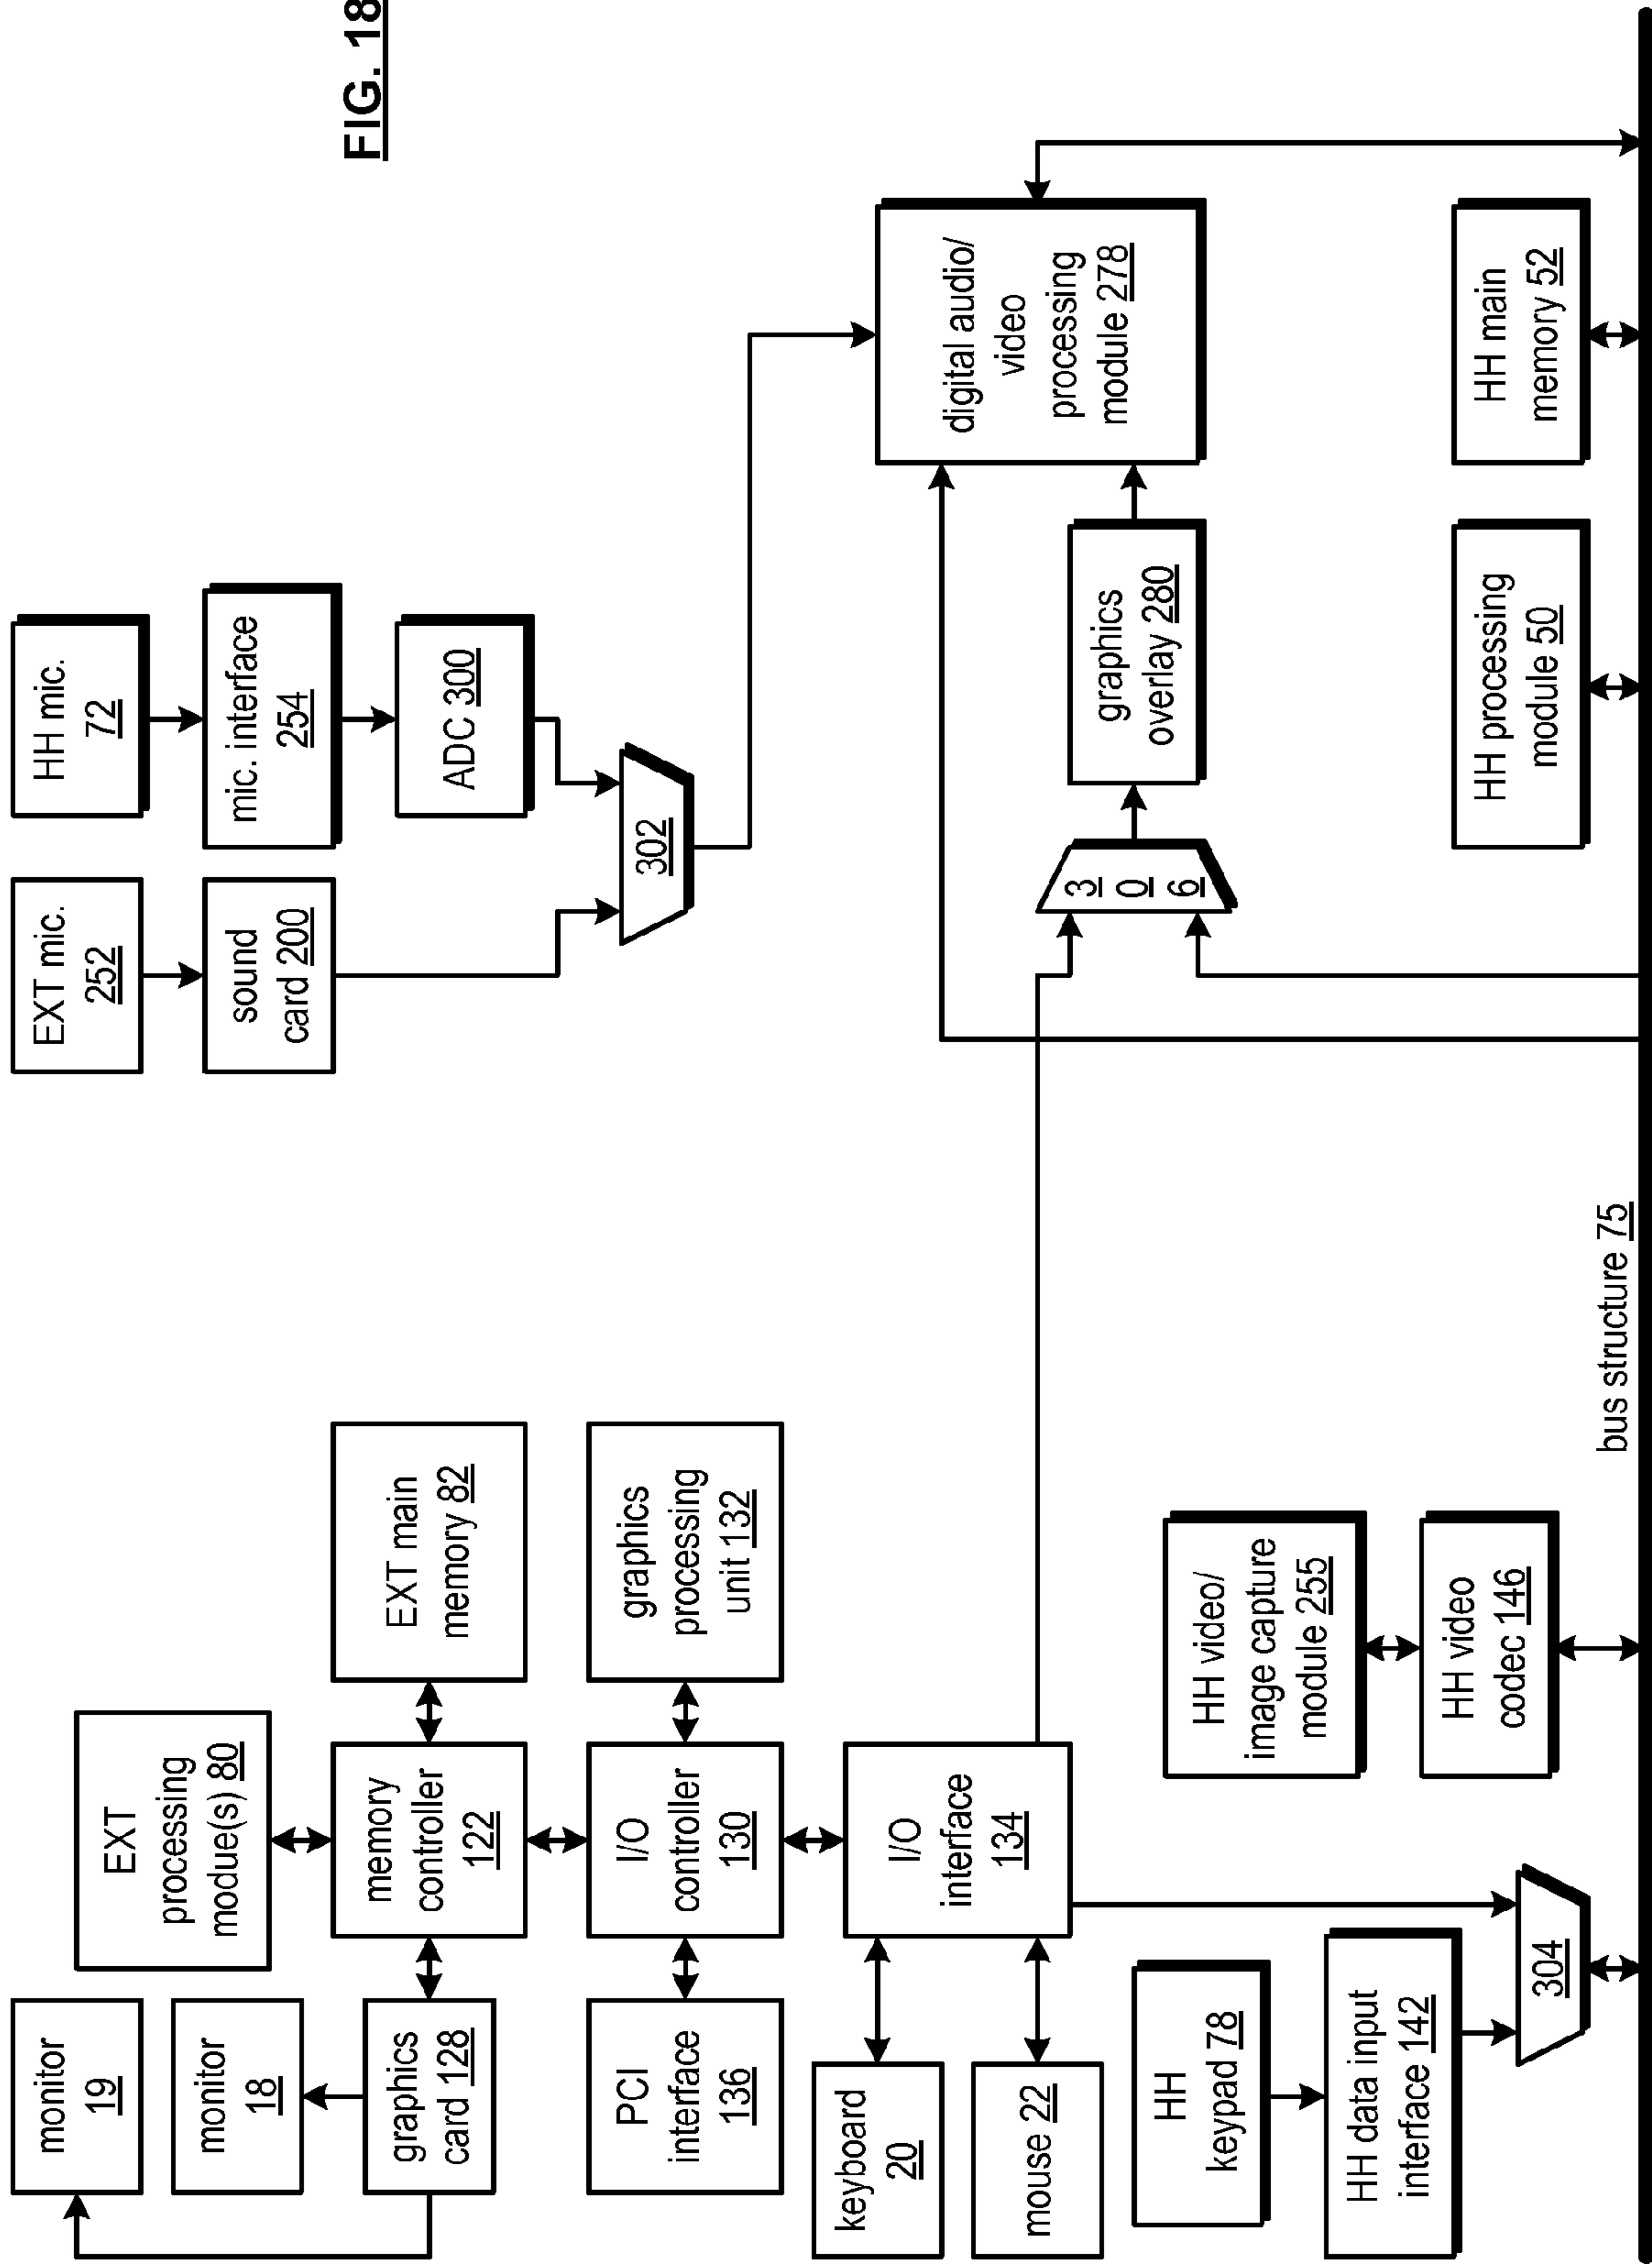 FIG. 18
monitor
19
monitor
18
graphics
card 128
EXT
processing
modue(s) 80
memory
controller
122
EXT main
memory 82
PCI
interface
136
I/O
controller
130
graphics
processing
unit 132
keyboard
20
mouse 22
I/O
interface
134
HH
keypad 78
HH data input
interface 142
304
HH video/
image capture
module 255
HH video
codec 146
bus structure 75
EXT mic.
252
sound
card 200
HH mic.
72
mic. interface
254
ADC 300
302
306
graphics
overlay 280
digital audio/
video
processing
module 278
HH processing
module 50
HH main
memory 52